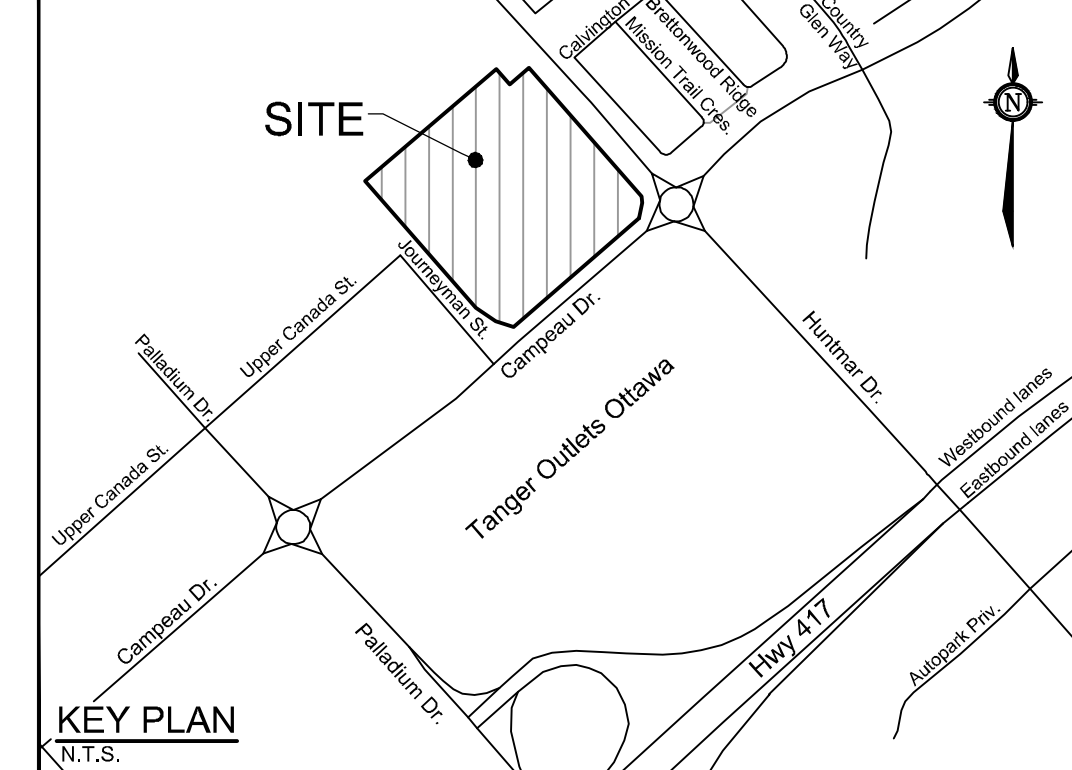 Calvington
Brettonwood Ridge
Mission Trail Cres.
Country
Glen Way
SITE
N
Journeyman St.
Upper Canada St.
Campeau Dr.
Palladium Dr.
Huntmar Dr.
Tanger Outlets Ottawa
Westbound lanes
Eastbound lanes
Upper Canada St.
Campeau Dr.
Palladium Dr.
Hwy 417
Autopark Priv.
KEY PLAN
N.T.S.